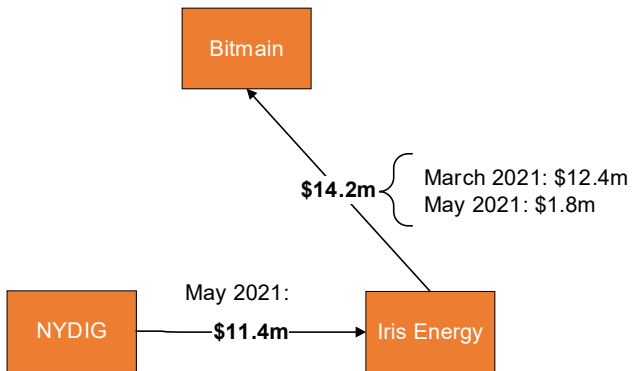 Bitmain
$14.2m
March 2021: $12.4m
May 2021: $1.8m
May 2021:
NYDIG
$11.4m
Iris Energy